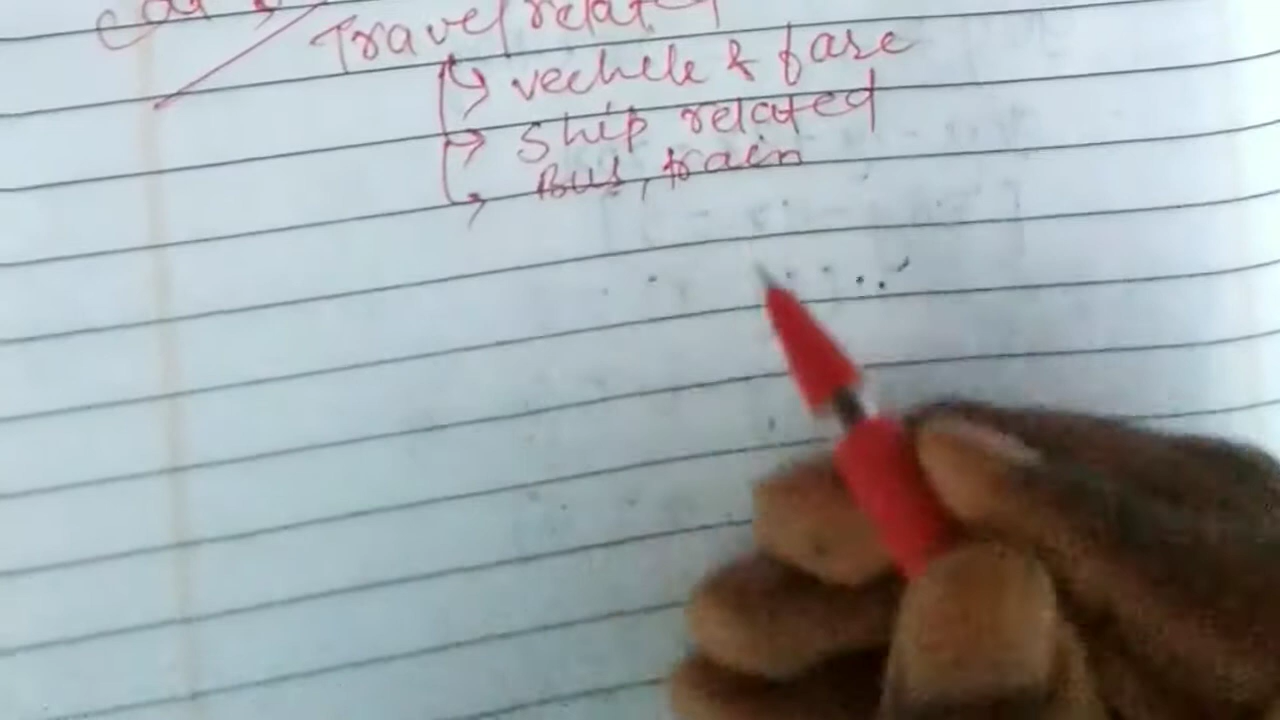 Travel related
vechele & fare
Ship related
Bus, train